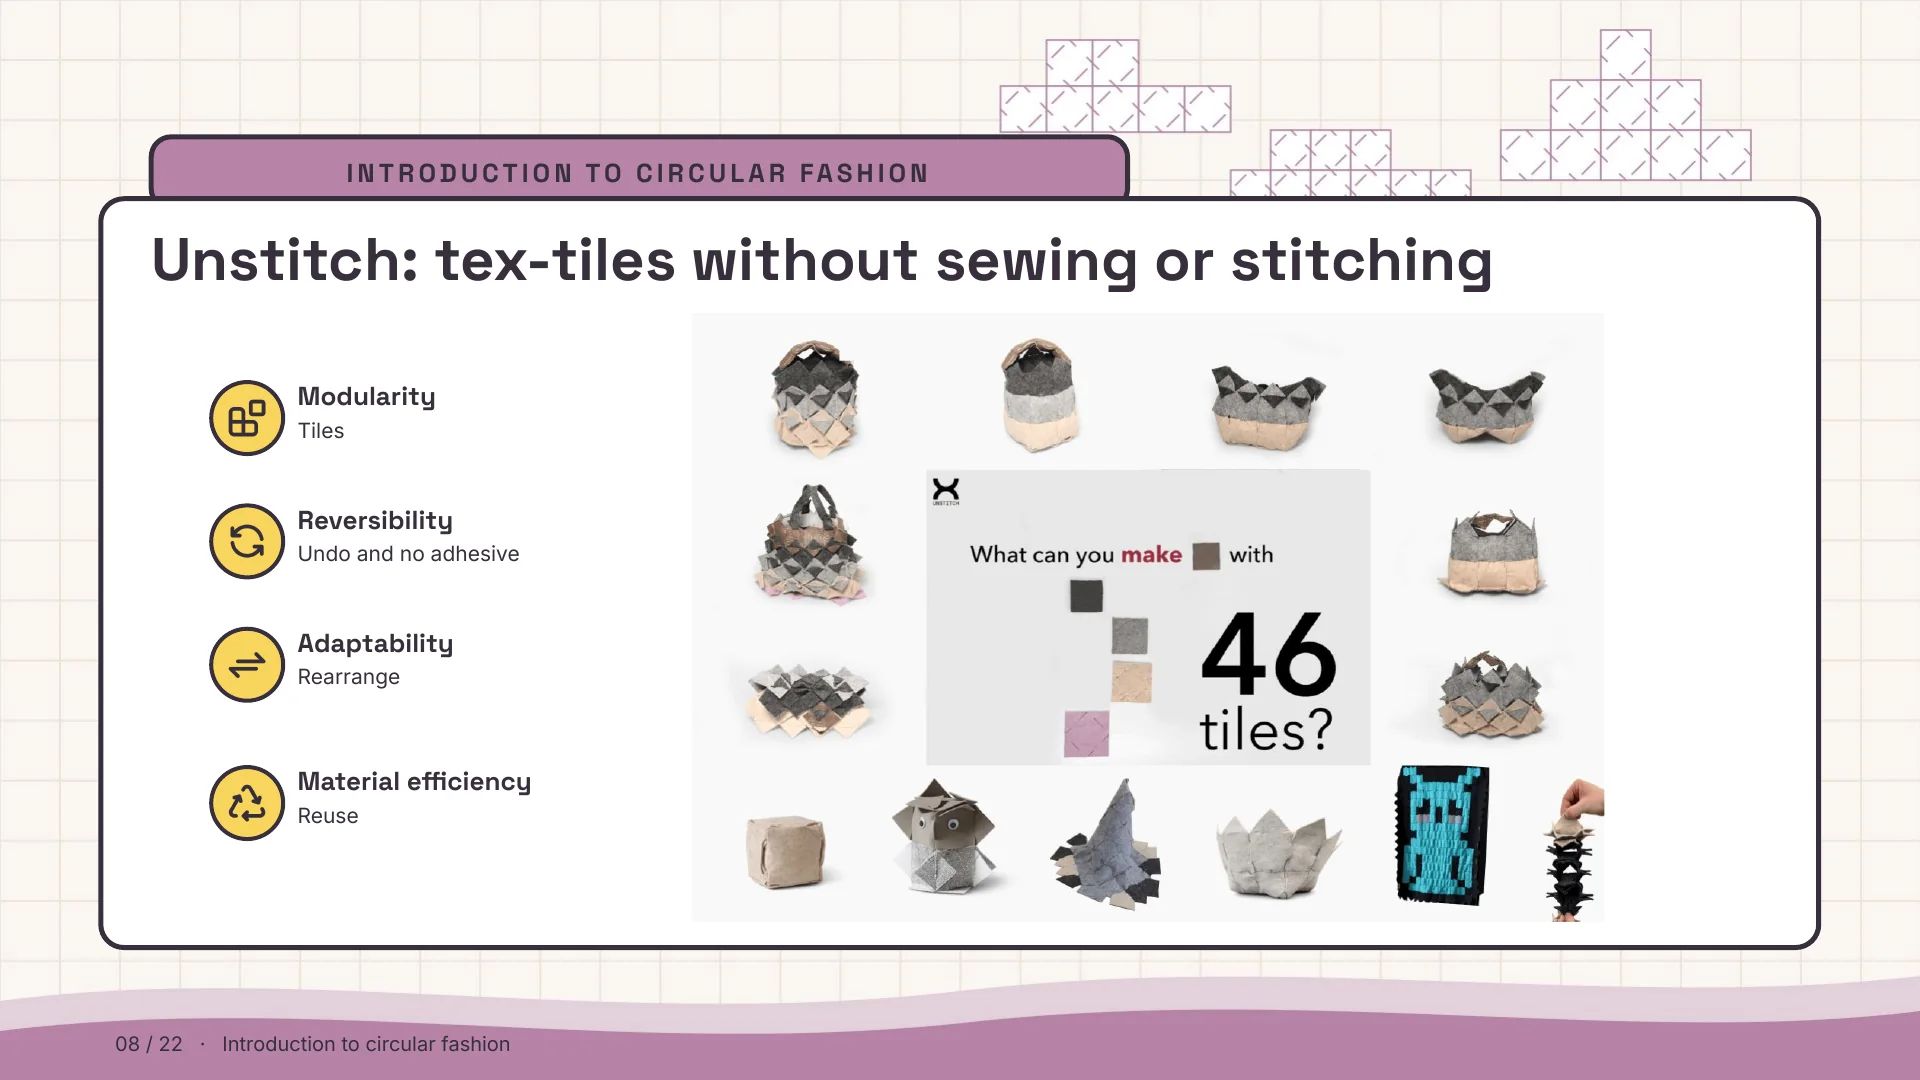 INTRODUCTION TO CIRCULAR FASHION
Unstitch: tex-tiles without sewing or stitching
Modularity
Tiles
Reversibility
Undo and no adhesive
Adaptability
Rearrange
Material efficiency
Reuse
UNSTITCH
What can you make with
46
tiles?
08 / 22 · Introduction to circular fashion